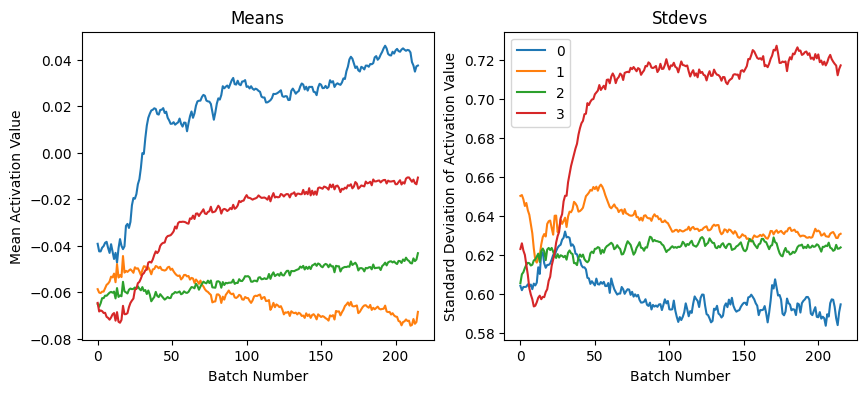 Means
Mean Activation Value
0.04
0.02
0.00
−0.02
−0.04
−0.06
−0.08
0 50 100 150 200
Batch Number
Stdevs
Standard Deviation of Activation Value
0
1
2
3
0.72
0.70
0.68
0.66
0.64
0.62
0.60
0.58
0 50 100 150 200
Batch Number